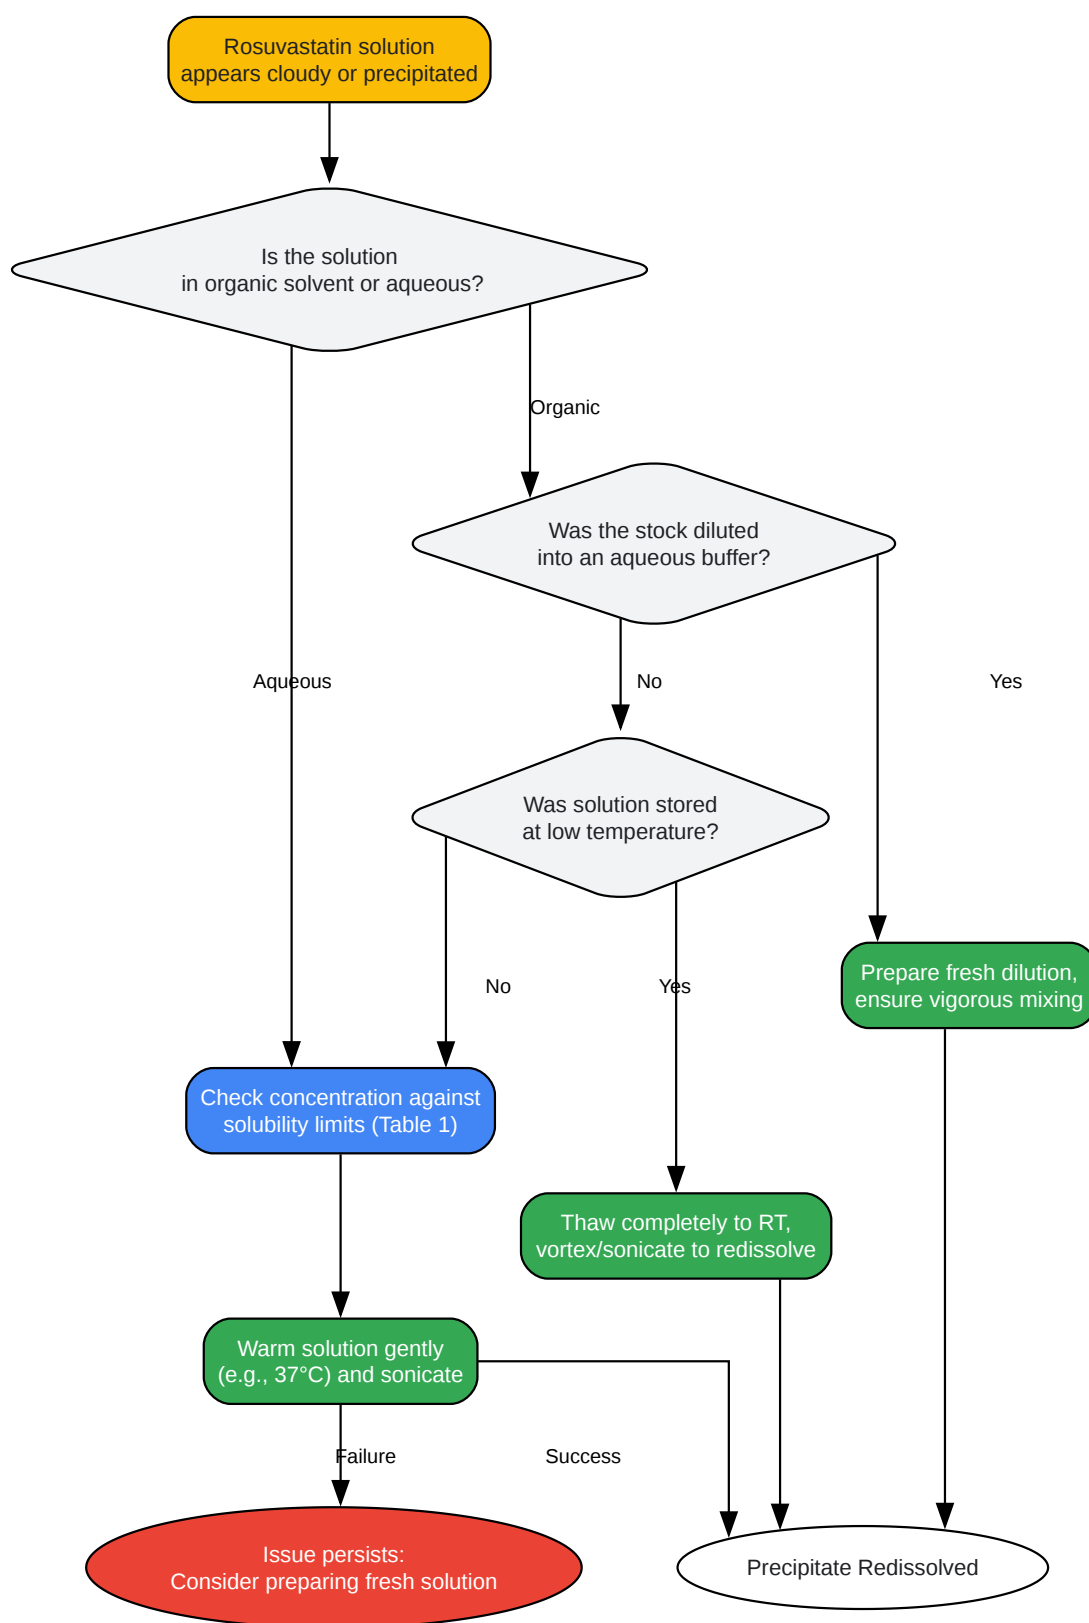 Rosuvastatin solution
appears cloudy or precipitated
Is the solution
in organic solvent or aqueous?
Organic
Was the stock diluted
into an aqueous buffer?
Aqueous
No
Yes
Was solution stored
at low temperature?
No
Yes
Prepare fresh dilution,
ensure vigorous mixing
Check concentration against
solubility limits (Table 1)
Thaw completely to RT,
vortex/sonicate to redissolve
Warm solution gently
(e.g., 37°C) and sonicate
Failure
Success
Issue persists:
Consider preparing fresh solution
Precipitate Redissolved